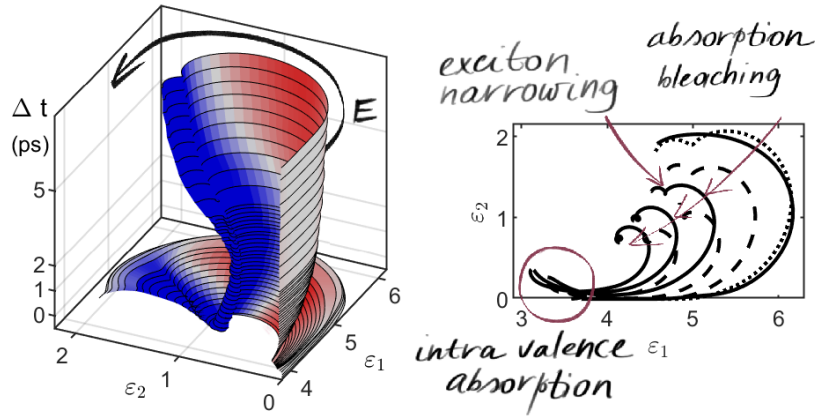 Δ t
(ps)
5
2
1
0
2
1
0
ε₂
4
5
6
ε₁
E
exciton
narrowing
absorption
bleaching
2
1
0
ε₂
3
4
5
6
ε₁
intra valence
absorption